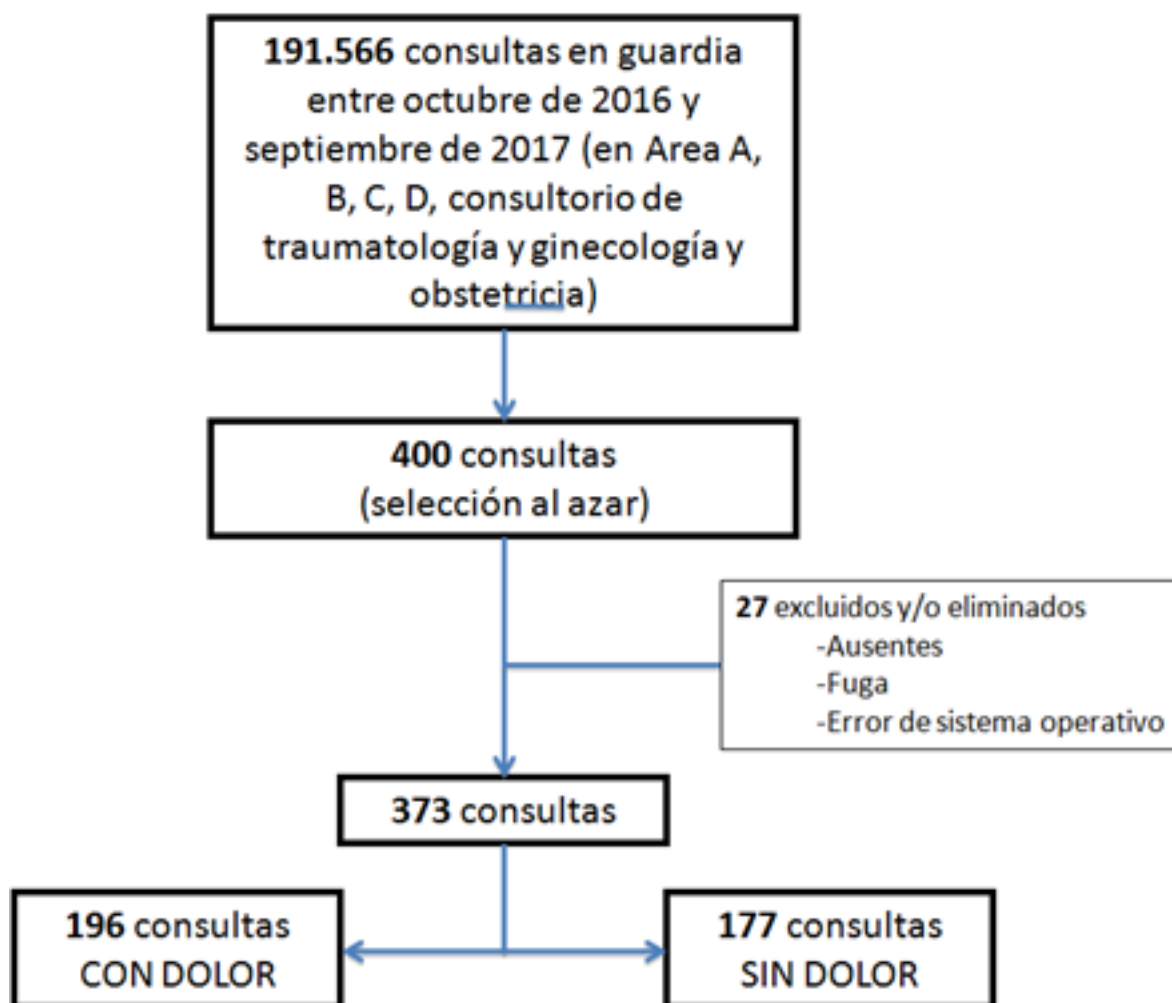 191.566 consultas en guardia
entre octubre de 2016 y
septiembre de 2017 (en Area A,
B, C, D, consultorio de
traumatología y ginecología y
obstetricia)
400 consultas
(selección al azar)
27 excluidos y/o eliminados
-Ausentes
-Fuga
-Error de sistema operativo
373 consultas
196 consultas
CON DOLOR
177 consultas
SIN DOLOR